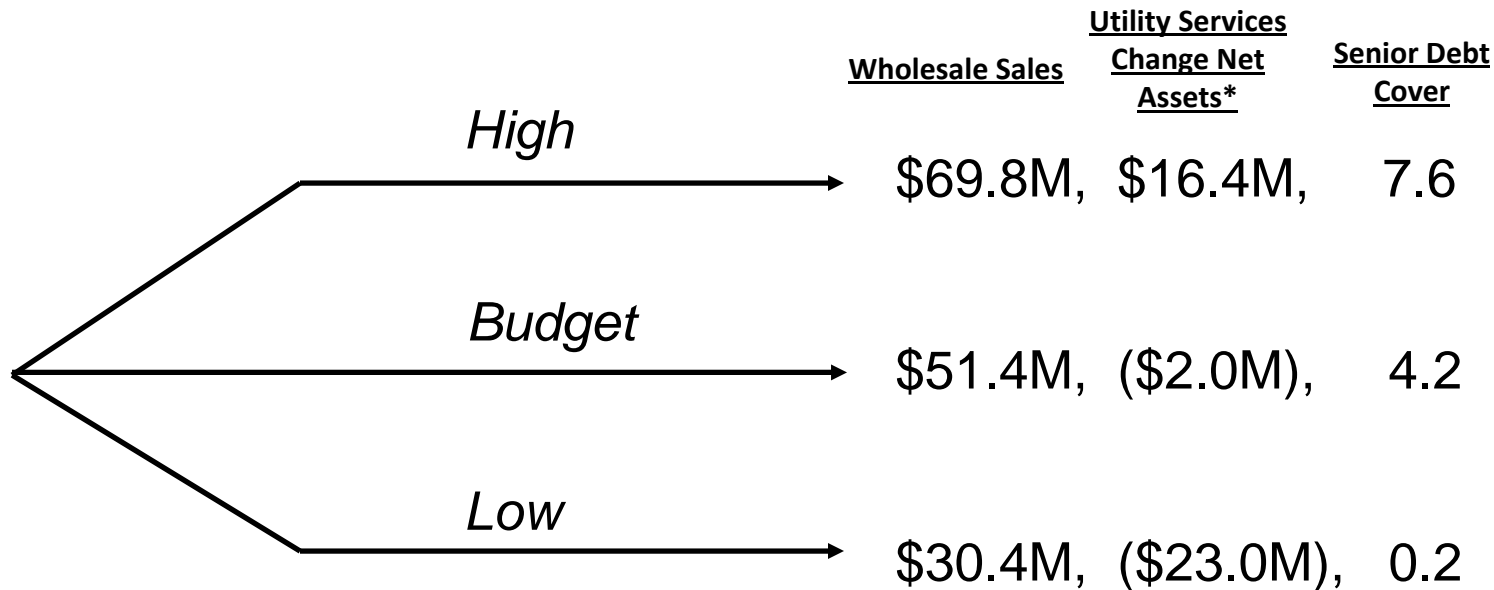 Utility Services
Wholesale Sales Change Net Senior Debt
Assets* Cover
High
$69.8M, $16.4M, 7.6
Budget
$51.4M, ($2.0M), 4.2
Low
$30.4M, ($23.0M), 0.2